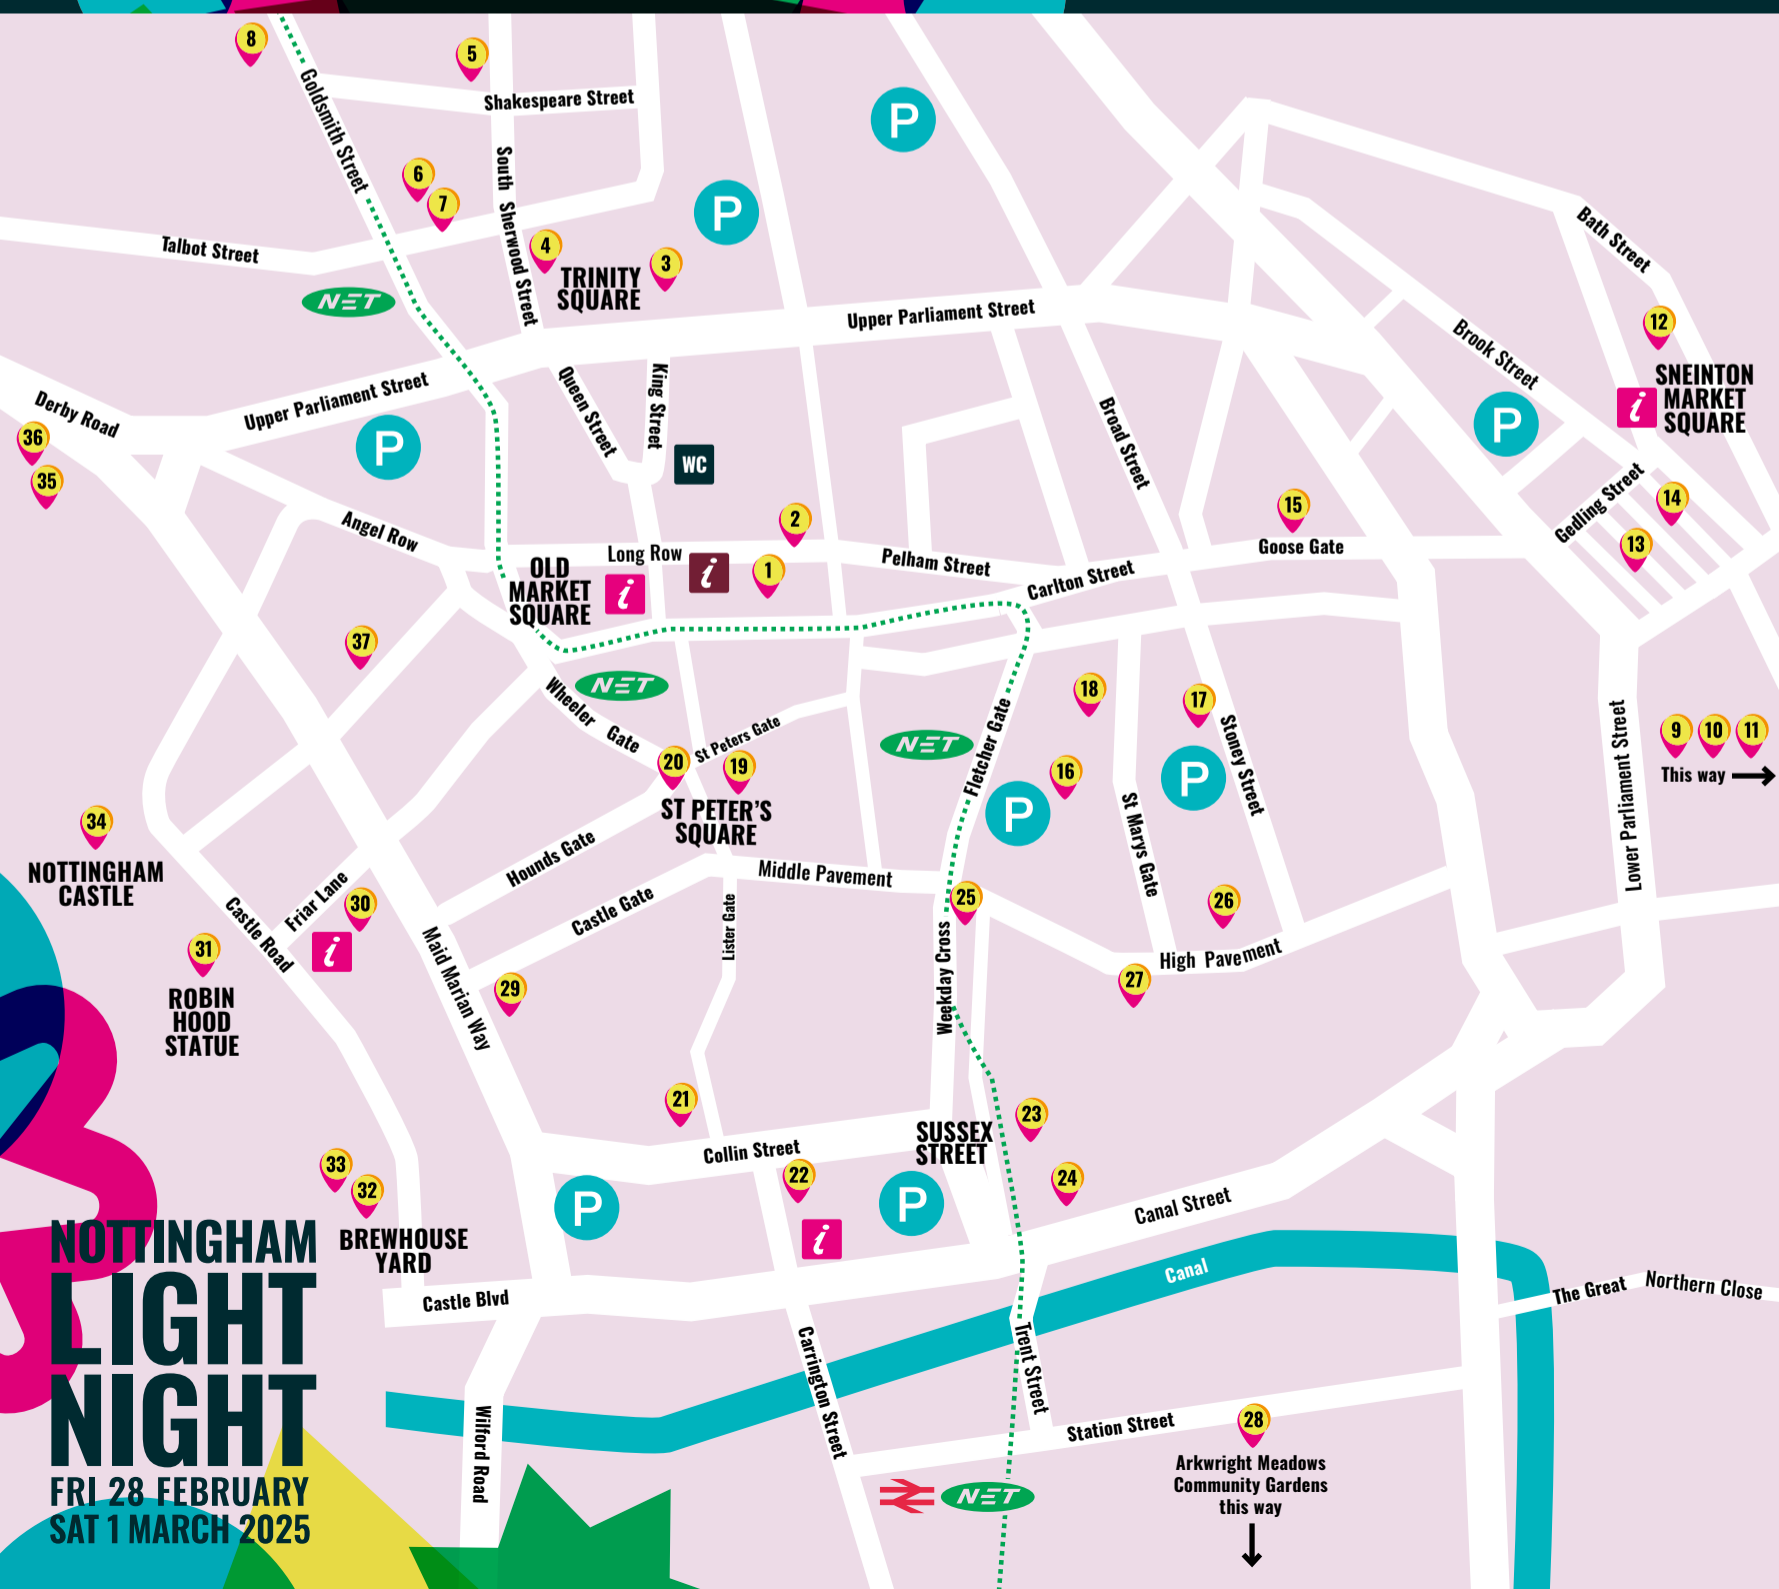 8
5
Goldsmith Street
Shakespeare Street
P
South Sherwood Street
6
7
P
Talbot Street
4
3
TRINITY
SQUARE
NET
Upper Parliament Street
Bath Street
12
Brook Street
SNEINTON
MARKET
SQUARE
i
P
Derby Road
Upper Parliament Street
Queen Street
King Street
Broad Street
36
35
P
WC
Angel Row
2
15
Goose Gate
Gedling Street
14
13
Long Row
i
1
Pelham Street
Carlton Street
OLD
MARKET
SQUARE
i
37
NET
Wheeler Gate
St Peters Gate
20
19
ST PETER'S
SQUARE
NET
Fletcher Gate
18
17
Stoney Street
16
P
P
St Marys Gate
Lower Parliament Street
9
10
11
This way
34
NOTTINGHAM
CASTLE
Hounds Gate
Castle Gate
Middle Pavement
Lister Gate
Friar Lane
30
i
Castle Road
31
ROBIN
HOOD
STATUE
Maid Marian Way
29
25
Weekday Cross
26
High Pavement
27
21
Collin Street
SUSSEX
STREET
23
24
22
P
P
i
33
32
BREWHOUSE
YARD
Canal Street
Canal
Castle Blvd
The Great Northern Close
Carrington Street
Trent Street
Wilford Road
Station Street
28
Arkwright Meadows
Community Gardens
this way
NET
NOTTINGHAM
LIGHT
NIGHT
FRI 28 FEBRUARY
SAT 1 MARCH 2025